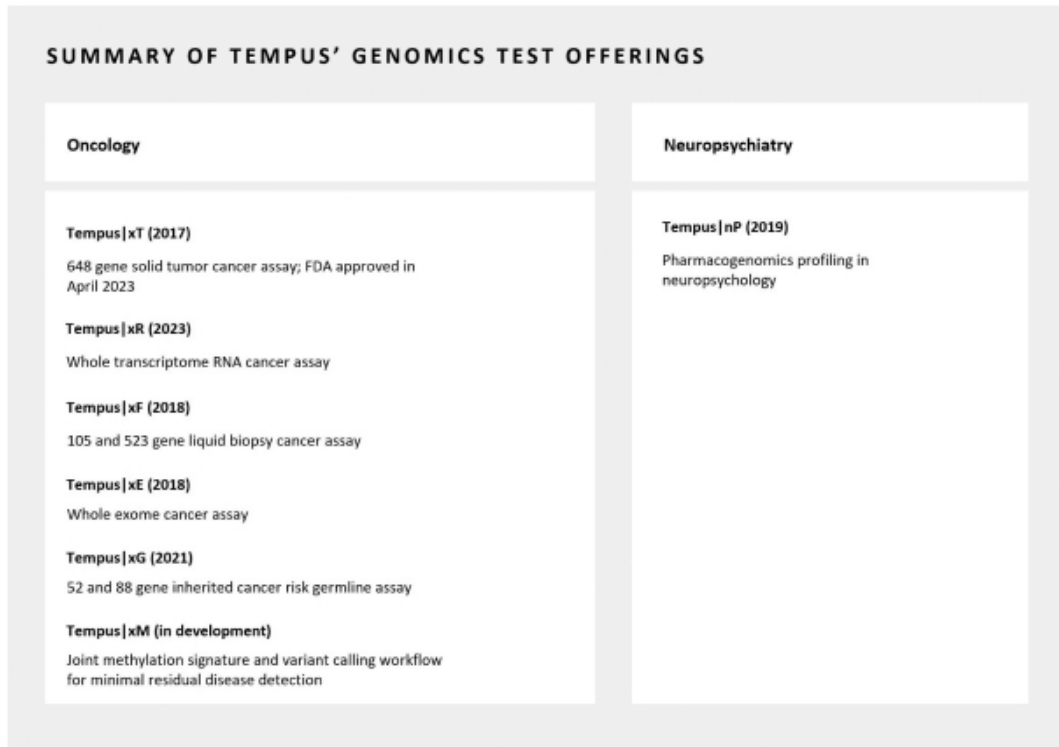 SUMMARY OF TEMPUS’ GENOMICS TEST OFFERINGS
Oncology
Tempus|xT (2017)
648 gene solid tumor cancer assay; FDA approved in
April 2023
Tempus|xR (2023)
Whole transcriptome RNA cancer assay
Tempus|xF (2018)
105 and 523 gene liquid biopsy cancer assay
Tempus|xE (2018)
Whole exome cancer assay
Tempus|xG (2021)
52 and 88 gene inherited cancer risk germline assay
Tempus|xM (in development)
Joint methylation signature and variant calling workflow
for minimal residual disease detection
Neuropsychiatry
Tempus|nP (2019)
Pharmacogenomics profiling in
neuropsychology